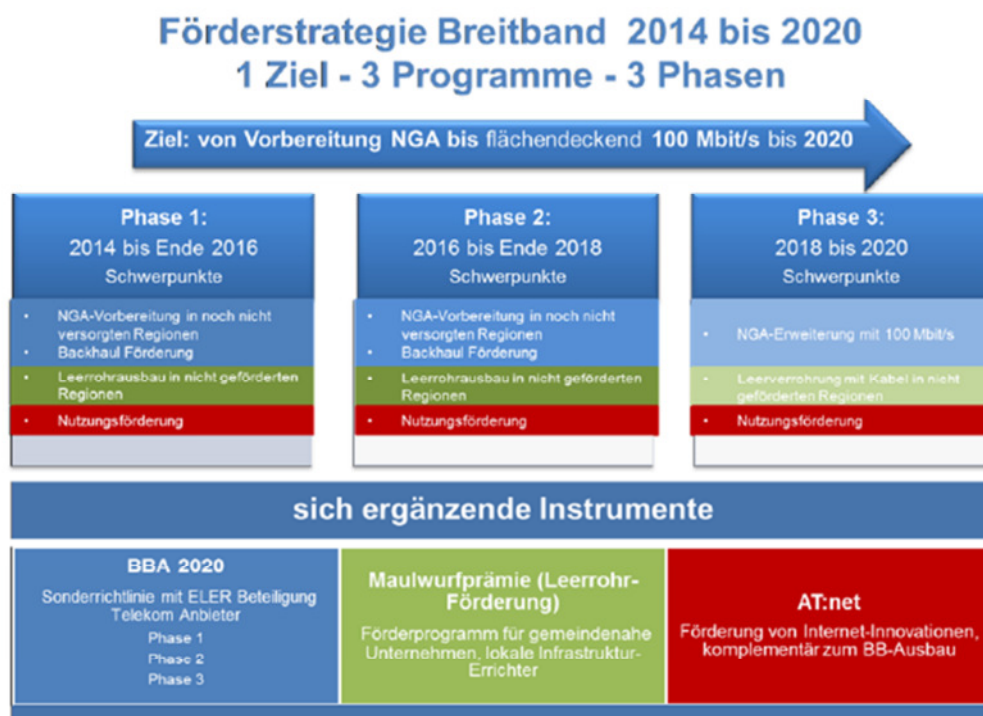 Förderstrategie Breitband 2014 bis 2020
1 Ziel - 3 Programme - 3 Phasen
Ziel: von Vorbereitung NGA bis flächendeckend 100 Mbit/s bis 2020
Phase 1:
2014 bis Ende 2016
Schwerpunkte
• NGA-Vorbereitung in noch nicht
versorgten Regionen
• Backhaul Förderung
• Leerrohrausbau in nicht geförderten
Regionen
• Nutzungsförderung
Phase 2:
2016 bis Ende 2018
Schwerpunkte
• NGA-Vorbereitung in noch nicht
versorgten Regionen
• Backhaul Förderung
• Leerrohrausbau in nicht geförderten
Regionen
• Nutzungsförderung
Phase 3:
2018 bis 2020
Schwerpunkte
• NGA-Erweiterung mit 100 Mbit/s
• Leerverrohrung mit Kabel in nicht
geförderten Regionen
• Nutzungsförderung
sich ergänzende Instrumente
BBA 2020
Sonderrichtlinie mit ELER Beteiligung
Telekom Anbieter
Phase 1
Phase 2
Phase 3
Maulwurfprämie (Leerrohr-
Förderung)
Förderprogramm für gemeindenahe
Unternehmen, lokale Infrastruktur-
Errichter
AT:net
Förderung von Internet-Innovationen,
komplementär zum BB-Ausbau